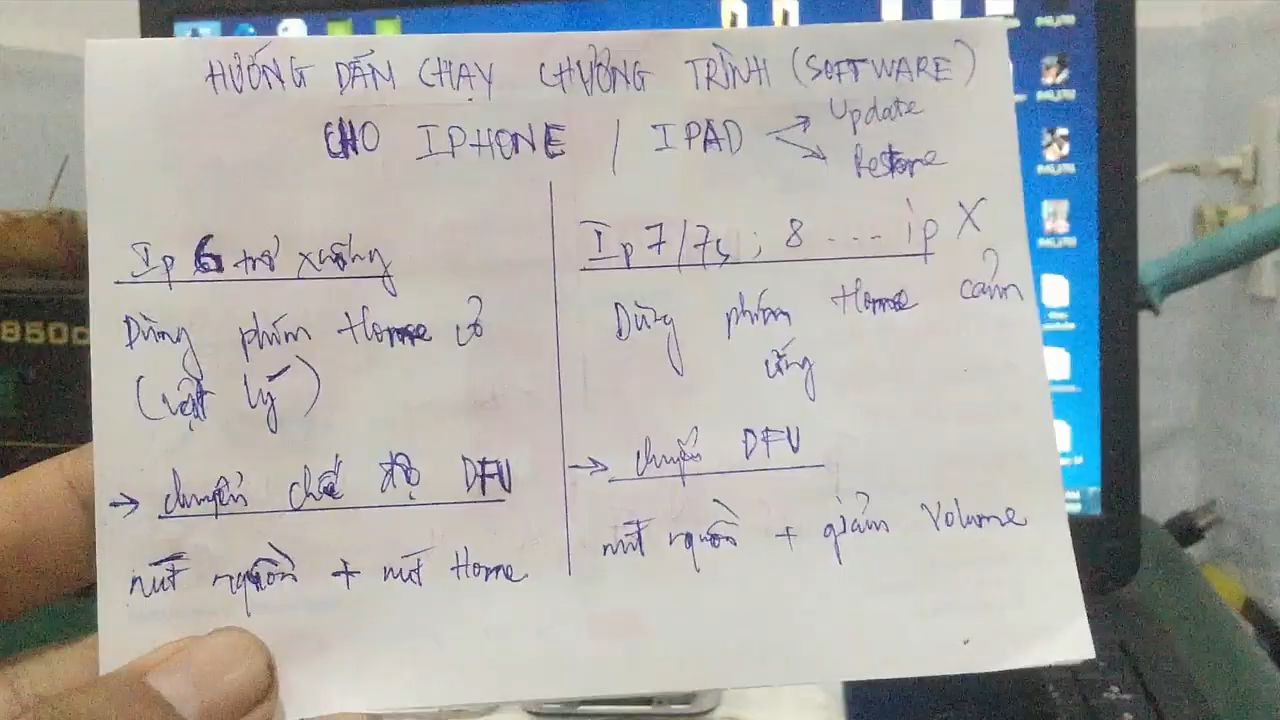 HƯỚNG DẪN CHẠY CHƯƠNG TRÌNH (SOFTWARE)
CHO IPHONE / IPAD
Update
Restore
Ip 6 trở xuống
Dùng phím Home cơ
(vật lý)
→ chuyển chế độ DFU
nút nguồn + nút Home
Ip 7/7s; 8 .... ip X
Dùng phím Home cảm
ứng
→ chuyển DFU
nút nguồn + giảm Volume
850